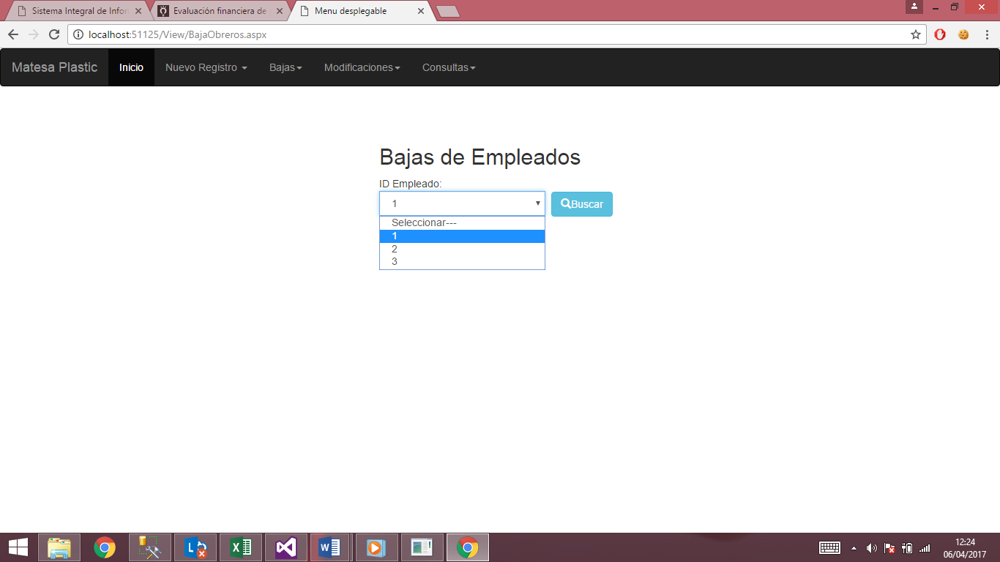 Sistema Integral de Infor
Evaluación financiera de
Menu desplegable
localhost:51125/View/BajaObreros.aspx
Matesa Plastic Inicio Nuevo Registro Bajas Modificaciones Consultas
Bajas de Empleados
ID Empleado:
1
Buscar
Seleccionar---
1
2
3
12:24
06/04/2017